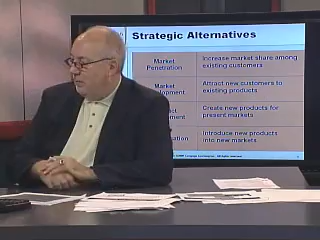 Strategic Alternatives
Market
Penetration
Increase market share among
existing customers
Market
Attract new customers to
existing products
Create new products for
present markets
Introduce new products
into new markets